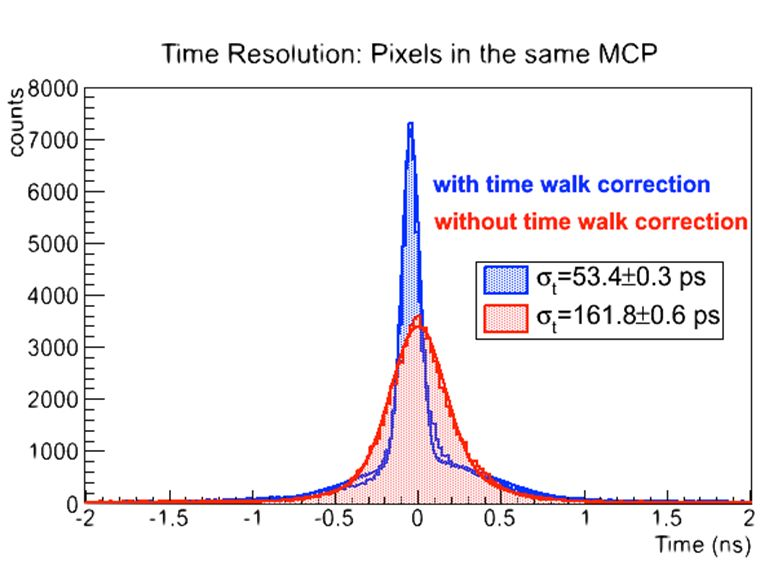 Time Resolution: Pixels in the same MCP
counts
8000
7000
6000
5000
4000
3000
2000
1000
0
with time walk correction
without time walk correction
σt=53.4±0.3 ps
σt=161.8±0.6 ps
-2 -1.5 -1 -0.5 0 0.5 1 1.5 2
Time (ns)